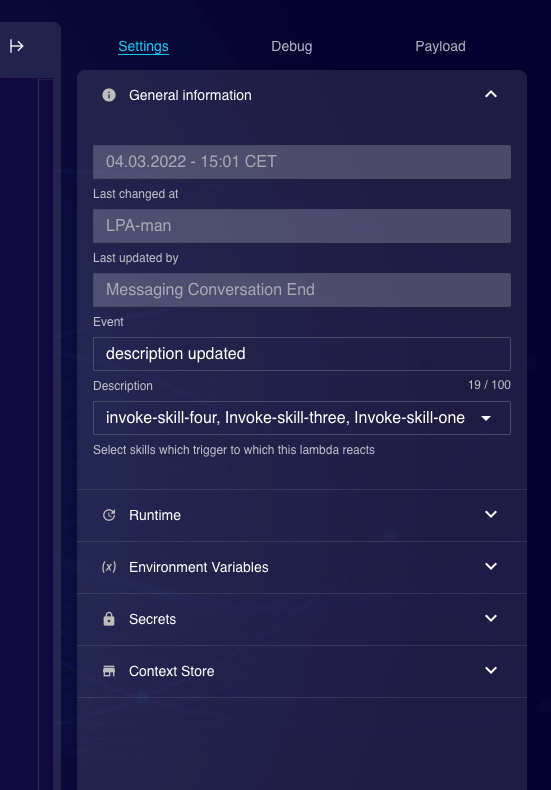 Settings Debug Payload
General information
04.03.2022 - 15:01 CET
Last changed at
LPA-man
Last updated by
Messaging Conversation End
Event
description updated
Description 19 / 100
invoke-skill-four, Invoke-skill-three, Invoke-skill-one
Select skills which trigger to which this lambda reacts
Runtime
(x) Environment Variables
Secrets
Context Store